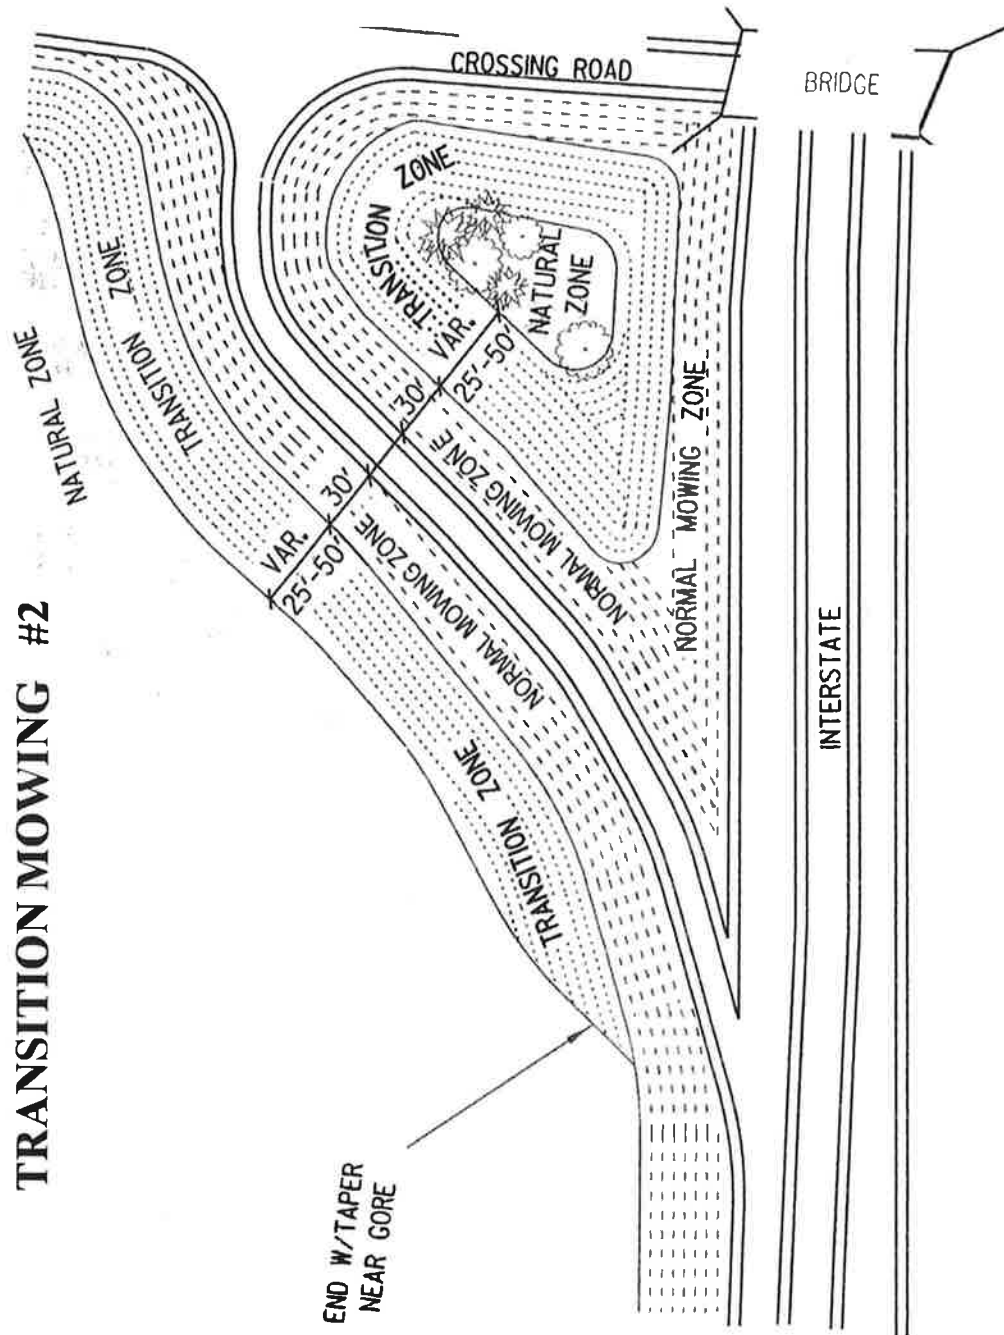 TRANSITION MOWING #2
NATURAL ZONE
TRANSITION ZONE
CROSSING ROAD
BRIDGE
TRANSITION ZONE
NATURAL
ZONE
VAR.
25'-50'
30'
30'
VAR.
25'-50'
NORMAL MOWING ZONE
NORMAL MOWING ZONE
NORMAL MOWING ZONE
TRANSITION ZONE
INTERSTATE
END W/TAPER
NEAR GORE